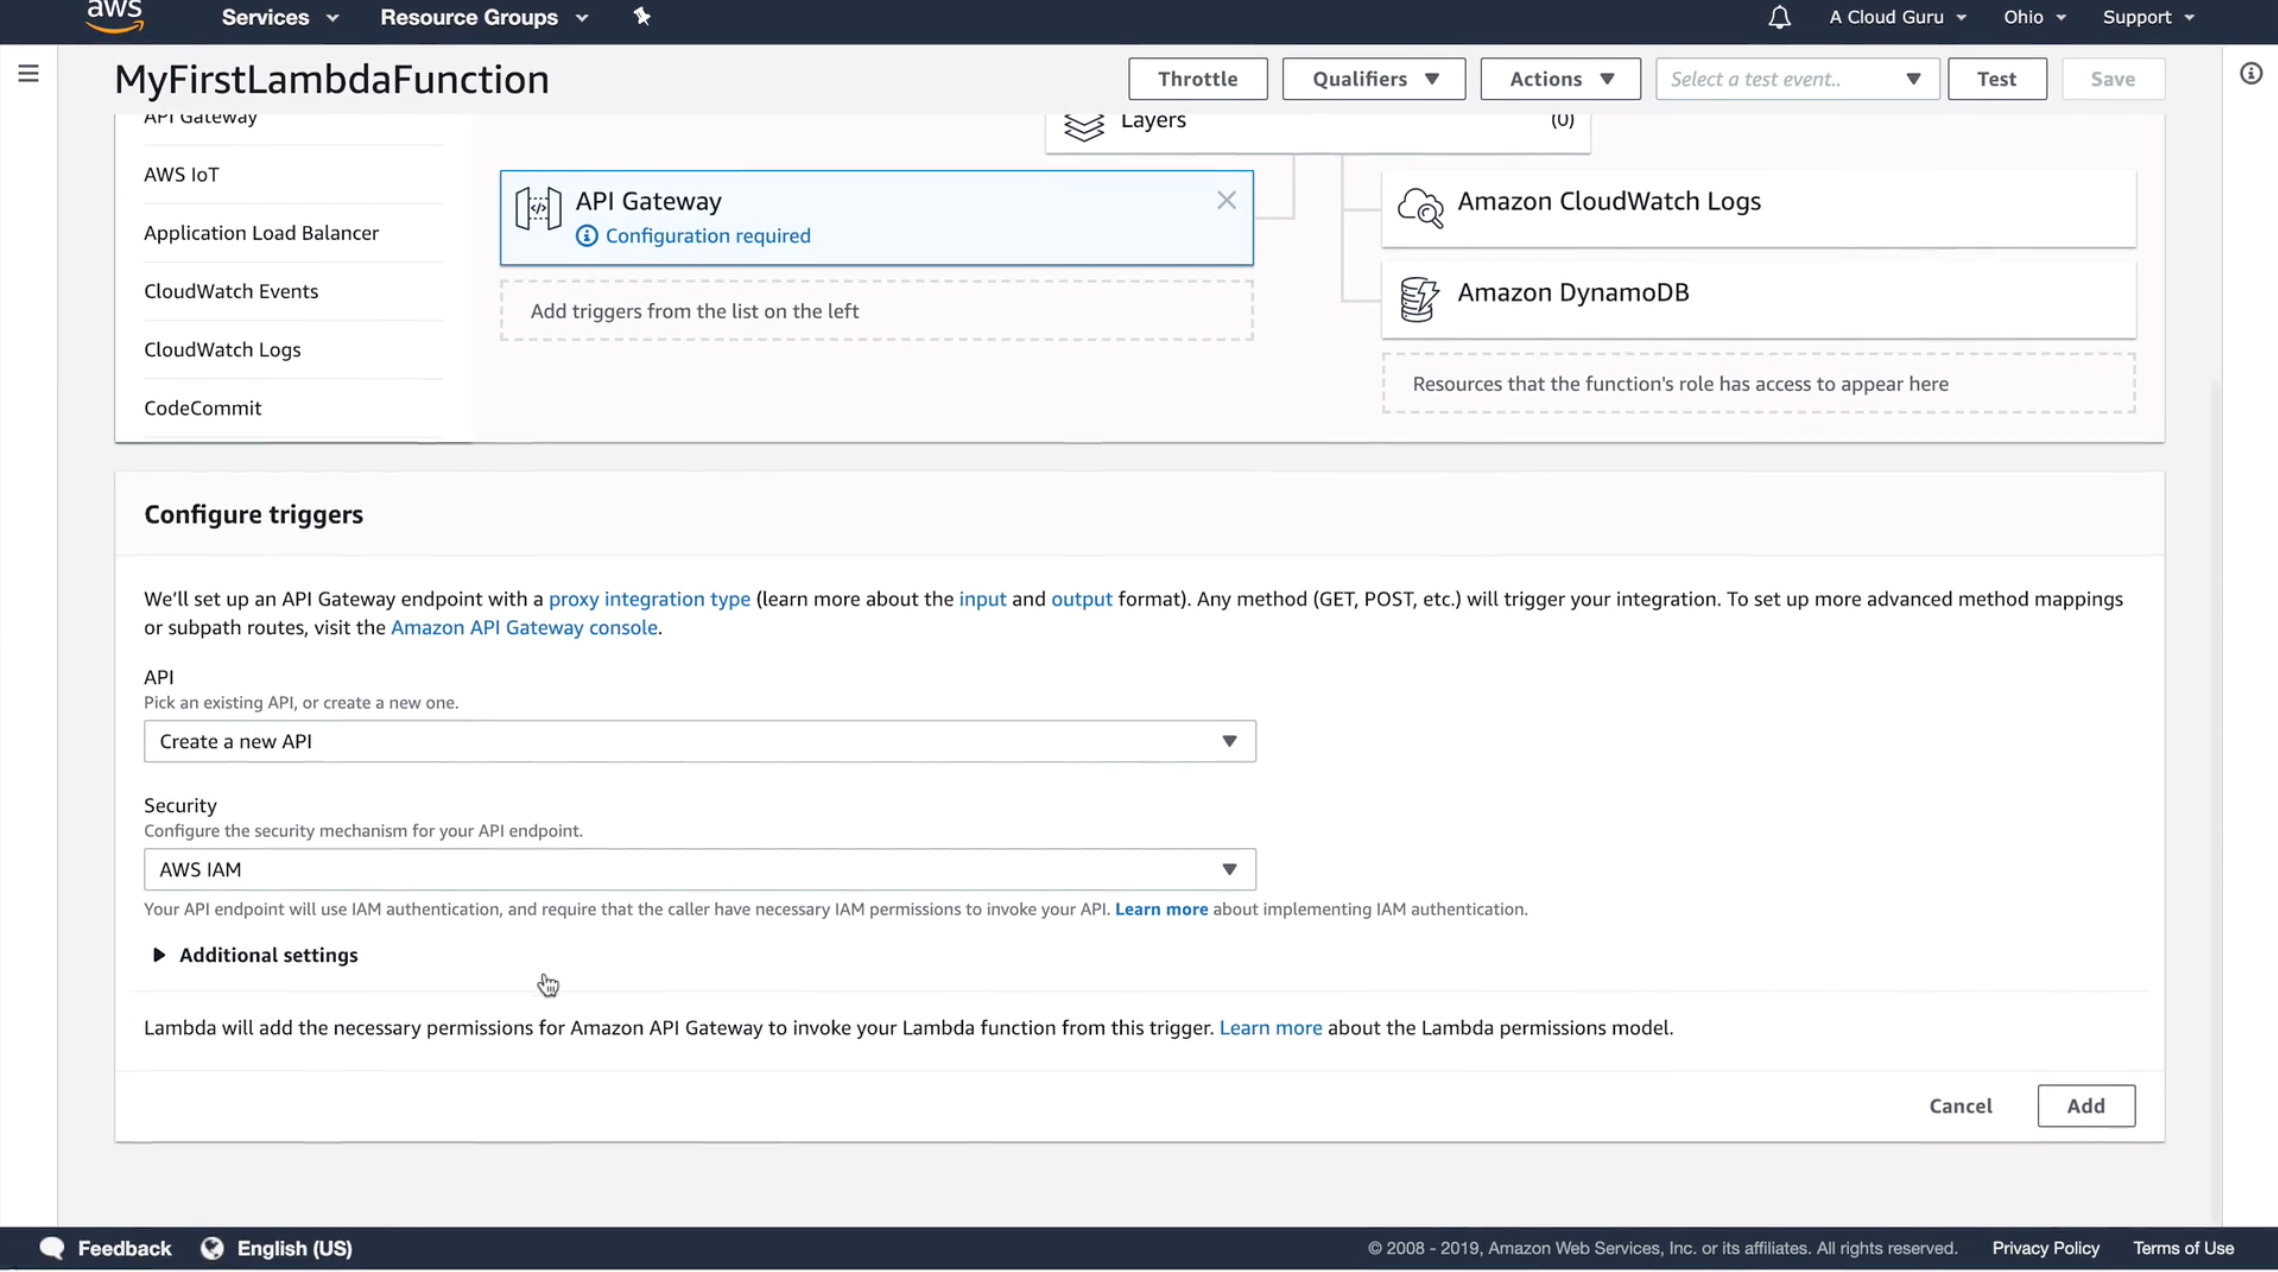 aws
Services
Resource Groups
A Cloud Guru
Ohio
Support
MyFirstLambdaFunction
Throttle
Qualifiers
Actions
Select a test event..
Test
Save
API Gateway
Layers
(0)
AWS IoT
Application Load Balancer
CloudWatch Events
CloudWatch Logs
CodeCommit
API Gateway
Configuration required
Add triggers from the list on the left
Amazon CloudWatch Logs
Amazon DynamoDB
Resources that the function's role has access to appear here
Configure triggers
We'll set up an API Gateway endpoint with a proxy integration type (learn more about the input and output format). Any method (GET, POST, etc.) will trigger your integration. To set up more advanced method mappings
or subpath routes, visit the Amazon API Gateway console.
API
Pick an existing API, or create a new one.
Create a new API
Security
Configure the security mechanism for your API endpoint.
AWS IAM
Your API endpoint will use IAM authentication, and require that the caller have necessary IAM permissions to invoke your API. Learn more about implementing IAM authentication.
Additional settings
Lambda will add the necessary permissions for Amazon API Gateway to invoke your Lambda function from this trigger. Learn more about the Lambda permissions model.
Cancel
Add
Feedback
English (US)
© 2008 - 2019, Amazon Web Services, Inc. or its affiliates. All rights reserved.
Privacy Policy
Terms of Use